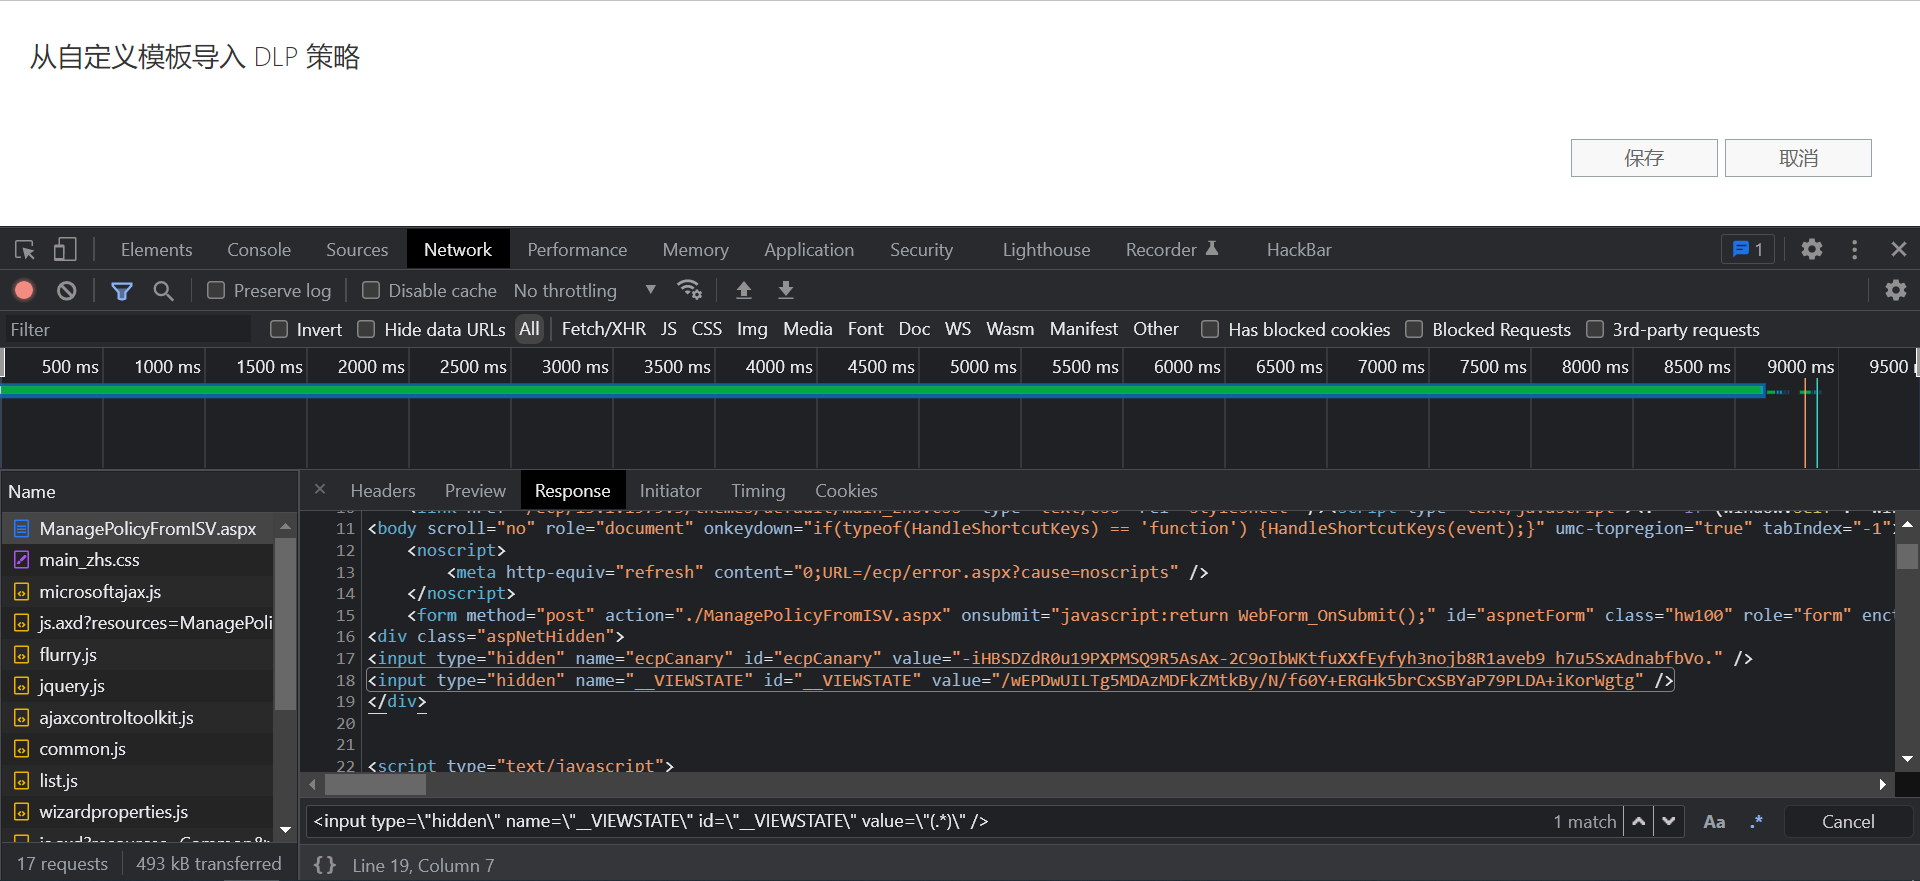 从自定义模板导入 DLP 策略
保存 取消
Elements Console Sources Network Performance Memory Application Security Lighthouse Recorder HackBar 1
Preserve log Disable cache No throttling
Filter Invert Hide data URLs All Fetch/XHR JS CSS Img Media Font Doc WS Wasm Manifest Other Has blocked cookies Blocked Requests 3rd-party requests
500 ms 1000 ms 1500 ms 2000 ms 2500 ms 3000 ms 3500 ms 4000 ms 4500 ms 5000 ms 5500 ms 6000 ms 6500 ms 7000 ms 7500 ms 8000 ms 8500 ms 9000 ms 9500
Name
ManagePolicyFromISV.aspx
main_zhs.css
microsoftajax.js
js.axd?resources=ManagePoli
flurry.js
jquery.js
ajaxcontroltoolkit.js
common.js
list.js
wizardproperties.js
17 requests 493 kB transferred
Headers Preview Response Initiator Timing Cookies
11 <body scroll="no" role="document" onkeydown="if(typeof(HandleShortcutKeys) == 'function') {HandleShortcutKeys(event);}" umc-topregion="true" tabIndex="-1"
12 <noscript>
13 <meta http-equiv="refresh" content="0;URL=/ecp/error.aspx?cause=noscripts" />
14 </noscript>
15 <form method="post" action="./ManagePolicyFromISV.aspx" onsubmit="javascript:return WebForm_OnSubmit();" id="aspnetForm" class="hw100" role="form" enct
16 <div class="aspNetHidden">
17 <input type="hidden" name="ecpCanary" id="ecpCanary" value="-iHBSDZdR0u19PXPMSQ9R5AsAx-2C9oIbWKtfuXXfEyfyh3nojb8R1aveb9_h7u5SxAdnabfbVo." />
18 <input type="hidden" name="__VIEWSTATE" id="__VIEWSTATE" value="/wEPDwUILTg5MDAzMDFkZMtkBy/N/f60Y+ERGHk5brCxSBYaP79PLDA+iKorWgtg" />
19 </div>
20
21
22 <script type="text/javascript">
<input type=\"hidden\" name=\"__VIEWSTATE\" id=\"__VIEWSTATE\" value=\"(.*)\" /> 1 match Aa .* Cancel
{} Line 19, Column 7